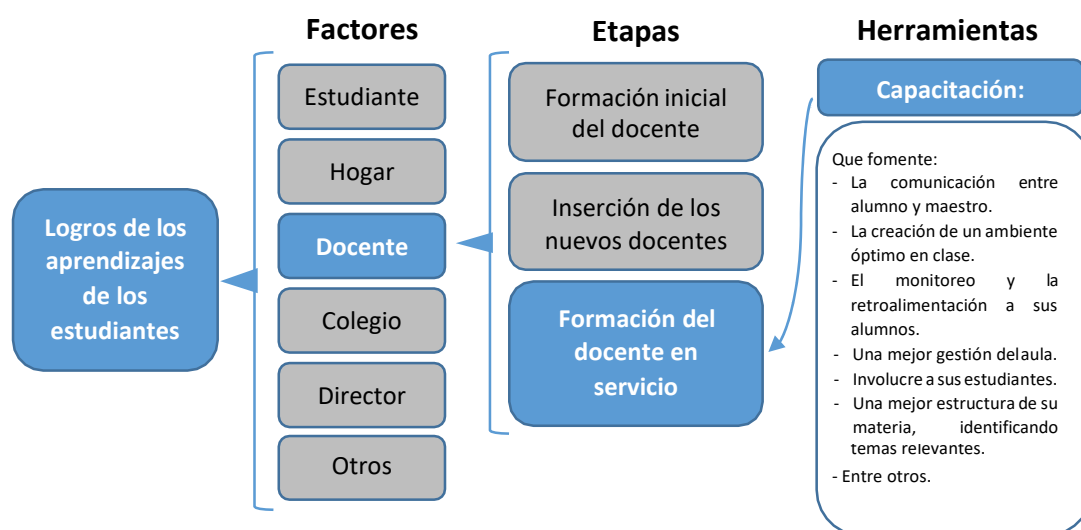 Factores
Etapas
Herramientas
Logros de los
aprendizajes
de los
estudiantes
Estudiante
Hogar
Docente
Colegio
Director
Otros
Formación inicial
del docente
Inserción de los
nuevos docentes
Formación del
docente en
servicio
Capacitación:
Que fomente:
- La comunicación entre
alumno y maestro.
- La creación de un ambiente
óptimo en clase.
- El monitoreo y la
retroalimentación a sus
alumnos.
- Una mejor gestión del aula.
- Involucre a sus estudiantes.
- Una mejor estructura de su
materia, identificando
temas relevantes.
- Entre otros.